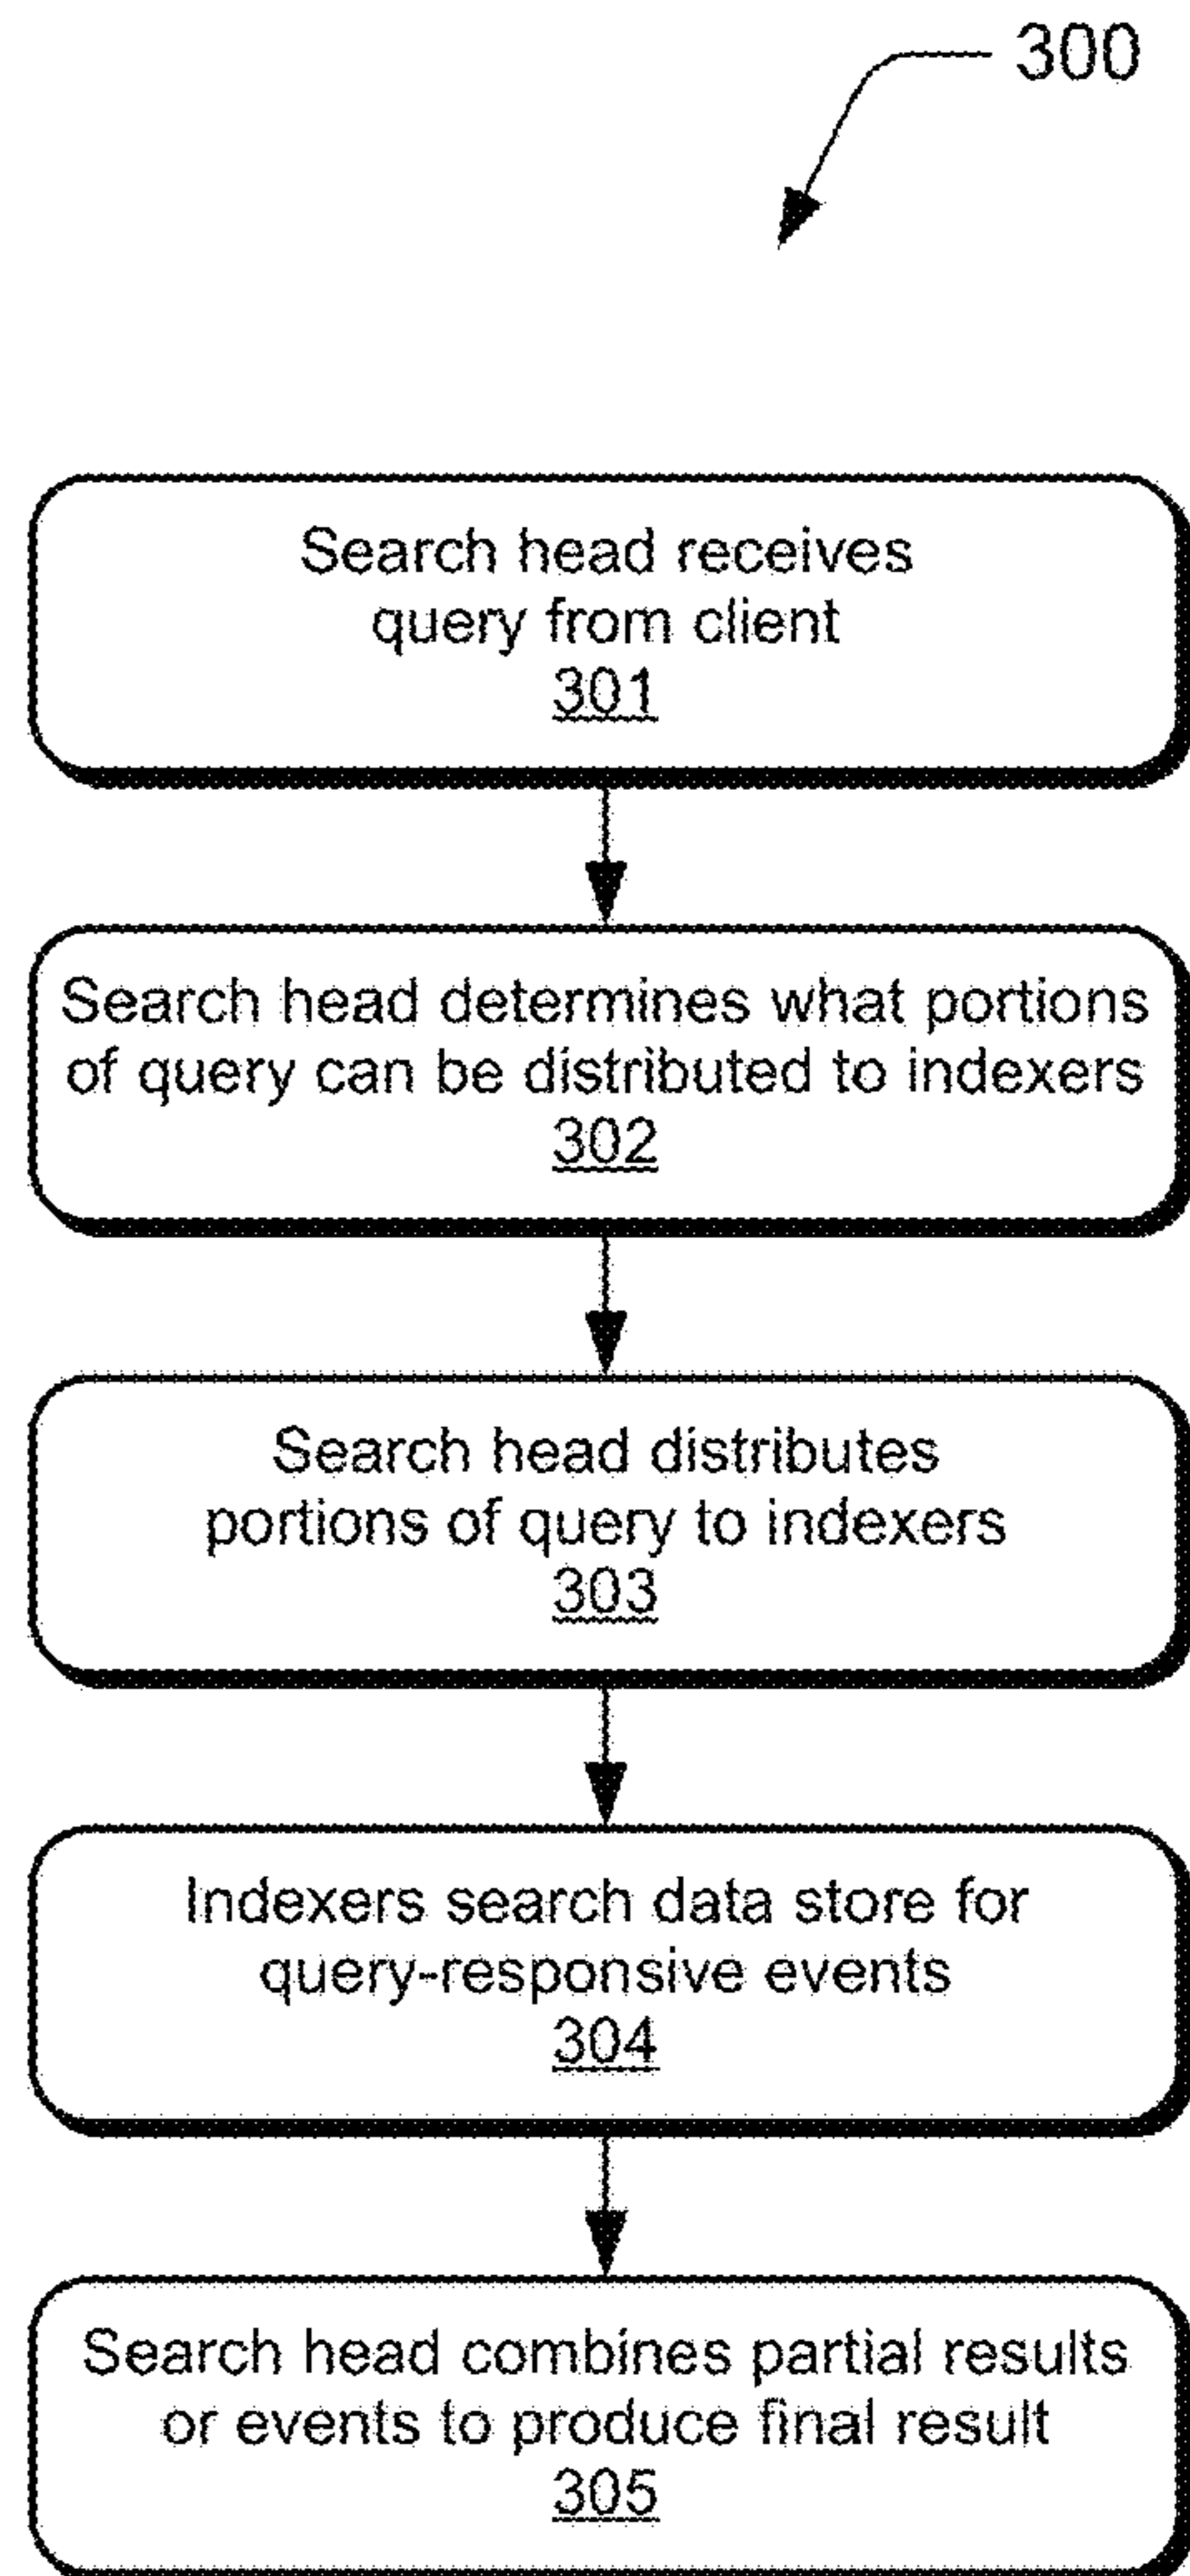 300
Search head receives
query from client
301
Search head determines what portions
of query can be distributed to indexers
302
Search head distributes
portions of query to indexers
303
Indexers search data store for
query-responsive events
304
Search head combines partial results
or events to produce final result
305